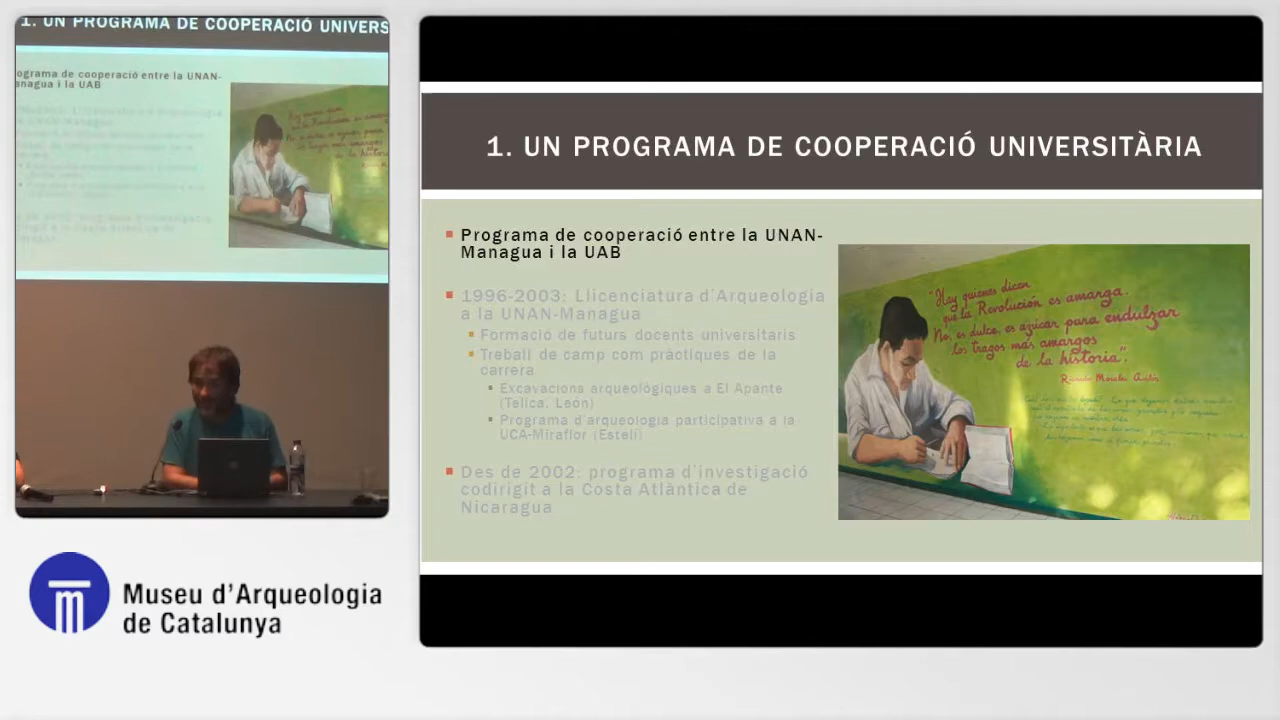 1. UN PROGRAMA DE COOPERACIÓ UNIVERS
ograma de cooperació entre la UNAN-
anagua i la UAB
Museu d'Arqueologia
de Catalunya
1. UN PROGRAMA DE COOPERACIÓ UNIVERSITÀRIA
Programa de cooperació entre la UNAN-
Managua i la UAB
1996-2003: Llicenciatura d'Arqueologia
a la UNAN-Managua
Formació de futurs docents universitaris
Treball de camp com pràctiques de la
carrera
Excavacions arqueològiques a El Apante
(Telica, León)
Programa d'arqueologia participativa a la
UCA-Miraflor (Estelí)
Des de 2002: programa d'investigació
codirigit a la Costa Atlàntica de
Nicaragua
"Hay quienes dicen
que la Revolución es amarga.
No, es dulce, es azúcar para endulzar
los tragos más amargos
de la historia".